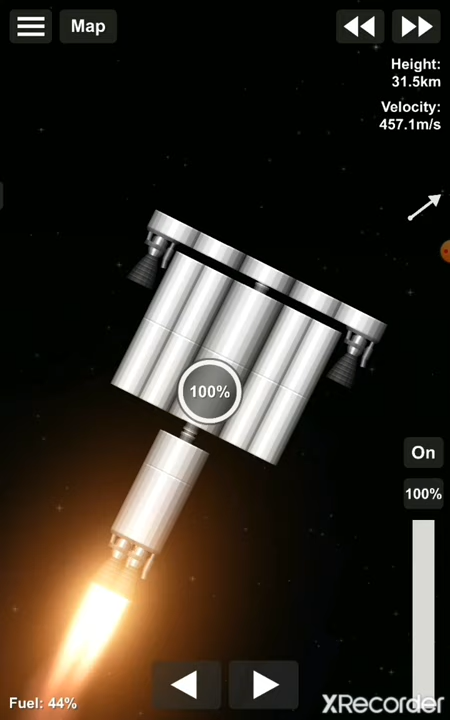 Map
Height:
31.5km
Velocity:
457.1m/s
100%
On
100%
Fuel: 44%
XRecorder